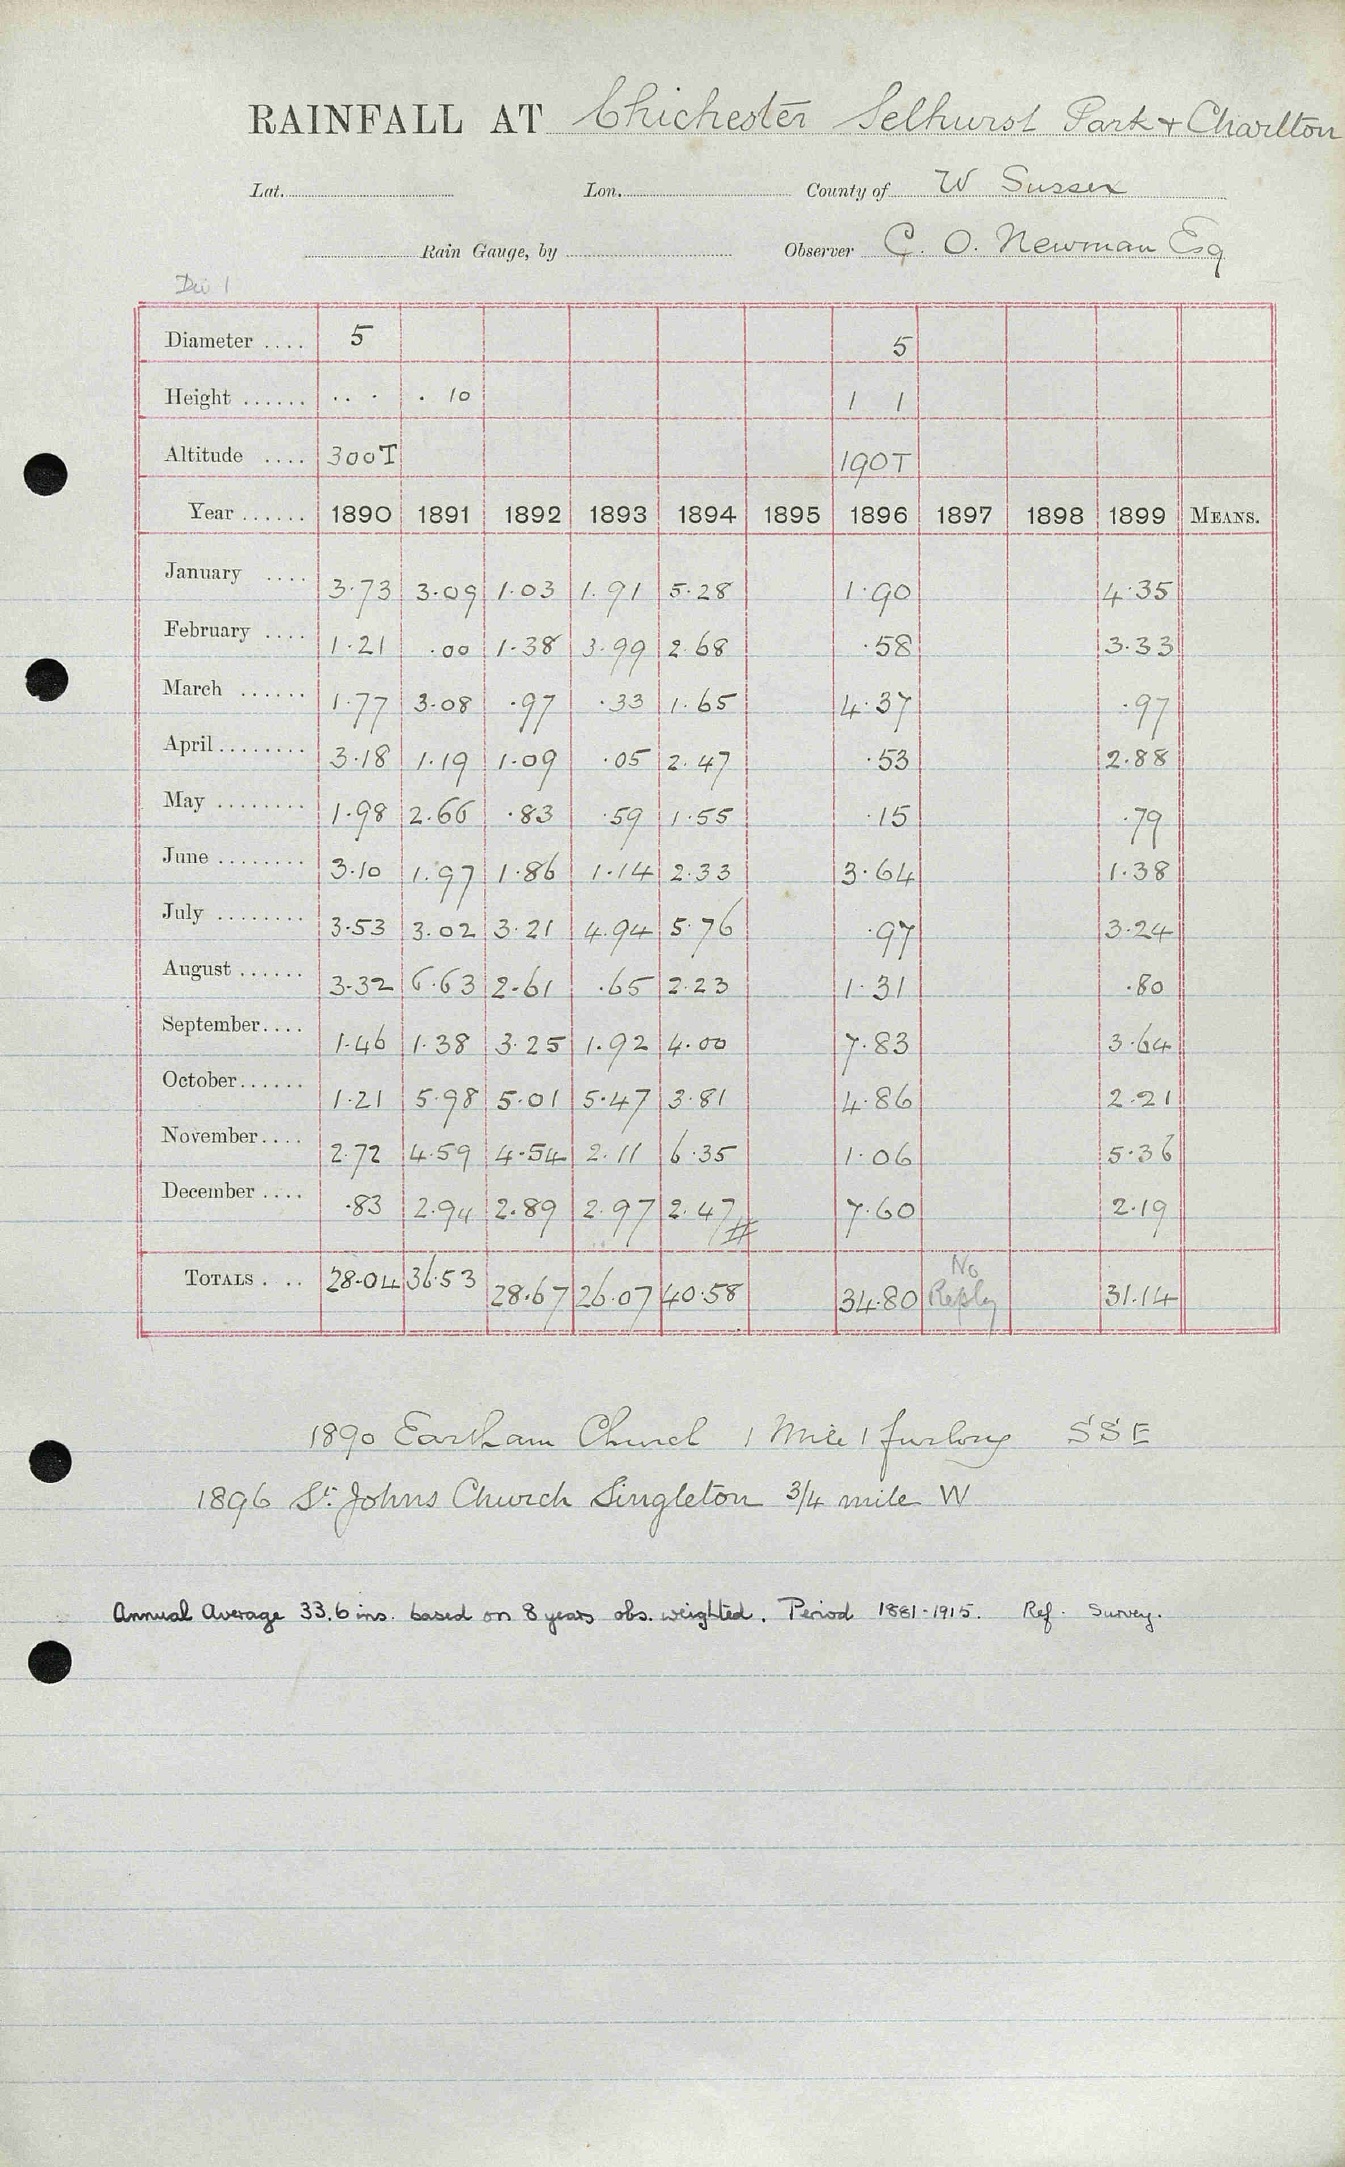 RAINFALL AT Chichester Selhurst Park + Charlton
Lat. Lon. County of W Sussex
Rain Gauge, by Observer C. O. Newman Esq
Diameter .... 5 5
Height ...... .. . . 10 1 1
Altitude .... 300T 190T
Year ...... 1890 1891 1892 1893 1894 1895 1896 1897 1898 1899 MEANS.
January .... 3.73 3.09 1.03 1.91 5.28 1.90 4.35
February .... 1.21 .00 1.38 3.99 2.68 .58 3.33
March ...... 1.77 3.08 .97 .33 1.65 4.37 .97
April ........ 3.18 1.19 1.09 .05 2.47 .53 2.88
May ........ 1.98 2.66 .83 .59 1.55 .15 .79
June ........ 3.10 1.97 1.86 1.14 2.33 3.64 1.38
July ........ 3.53 3.02 3.21 4.94 5.76 .97 3.24
August ...... 3.32 6.63 2.61 .65 2.23 1.31 .80
September .... 1.46 1.38 3.25 1.92 4.00 7.83 3.64
October ...... 1.21 5.98 5.01 5.47 3.81 4.86 2.21
November .... 2.72 4.59 4.54 2.11 6.35 1.06 5.36
December .... .83 2.94 2.89 2.97 2.47 7.60 2.19
TOTALS . .. 28.04 36.53 28.67 26.07 40.58 34.80 No Reply 31.14
1890 Eartham Church 1 Mile 1 furlong SSE
1896 St. Johns Church Singleton 3/4 mile W
Annual Average 33.6 ins. based on 8 years obs. weighted. Period 1881-1915. Ref. Survey.